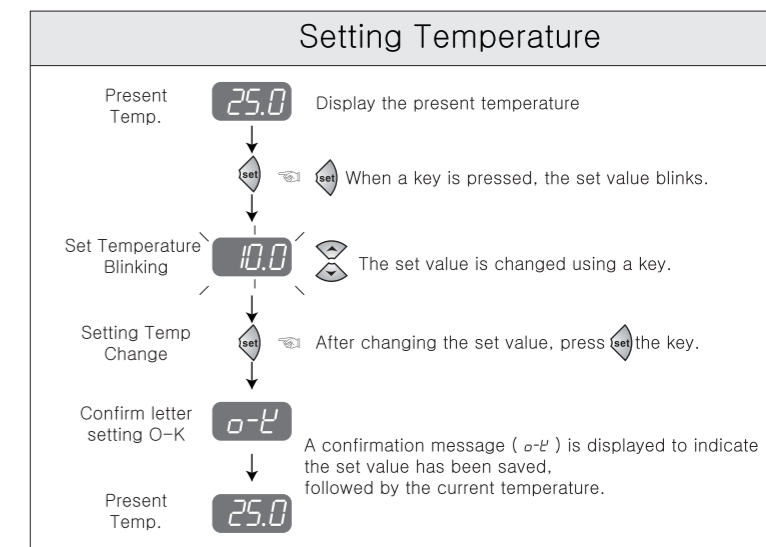 Setting Temperature
Present
Temp.
25.0
Display the present temperature
set
set When a key is pressed, the set value blinks.
Set Temperature
Blinking
10.0
The set value is changed using a key.
Setting Temp
Change
set
After changing the set value, press set the key.
Confirm letter
setting O-K
o-K
A confirmation message ( o-K ) is displayed to indicate
the set value has been saved,
followed by the current temperature.
Present
Temp.
25.0